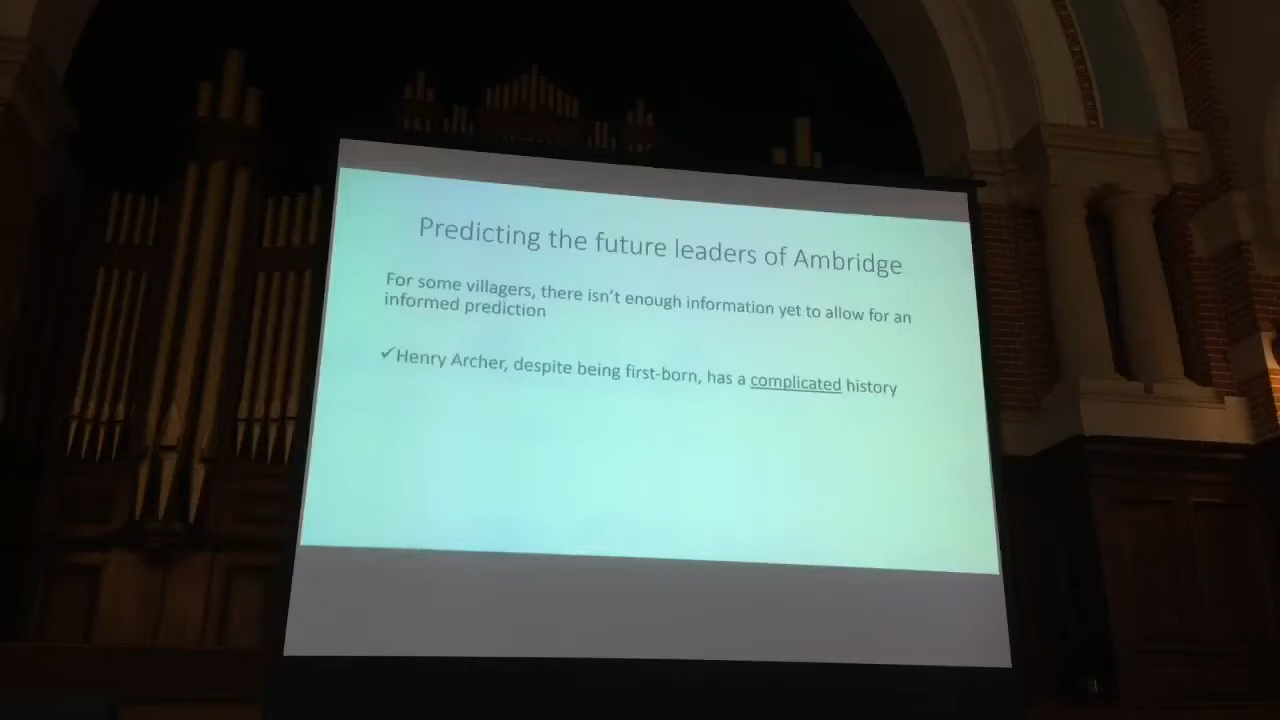 Predicting the future leaders of Ambridge
For some villagers, there isn't enough information yet to allow for an
informed prediction
✓Henry Archer, despite being first-born, has a complicated history